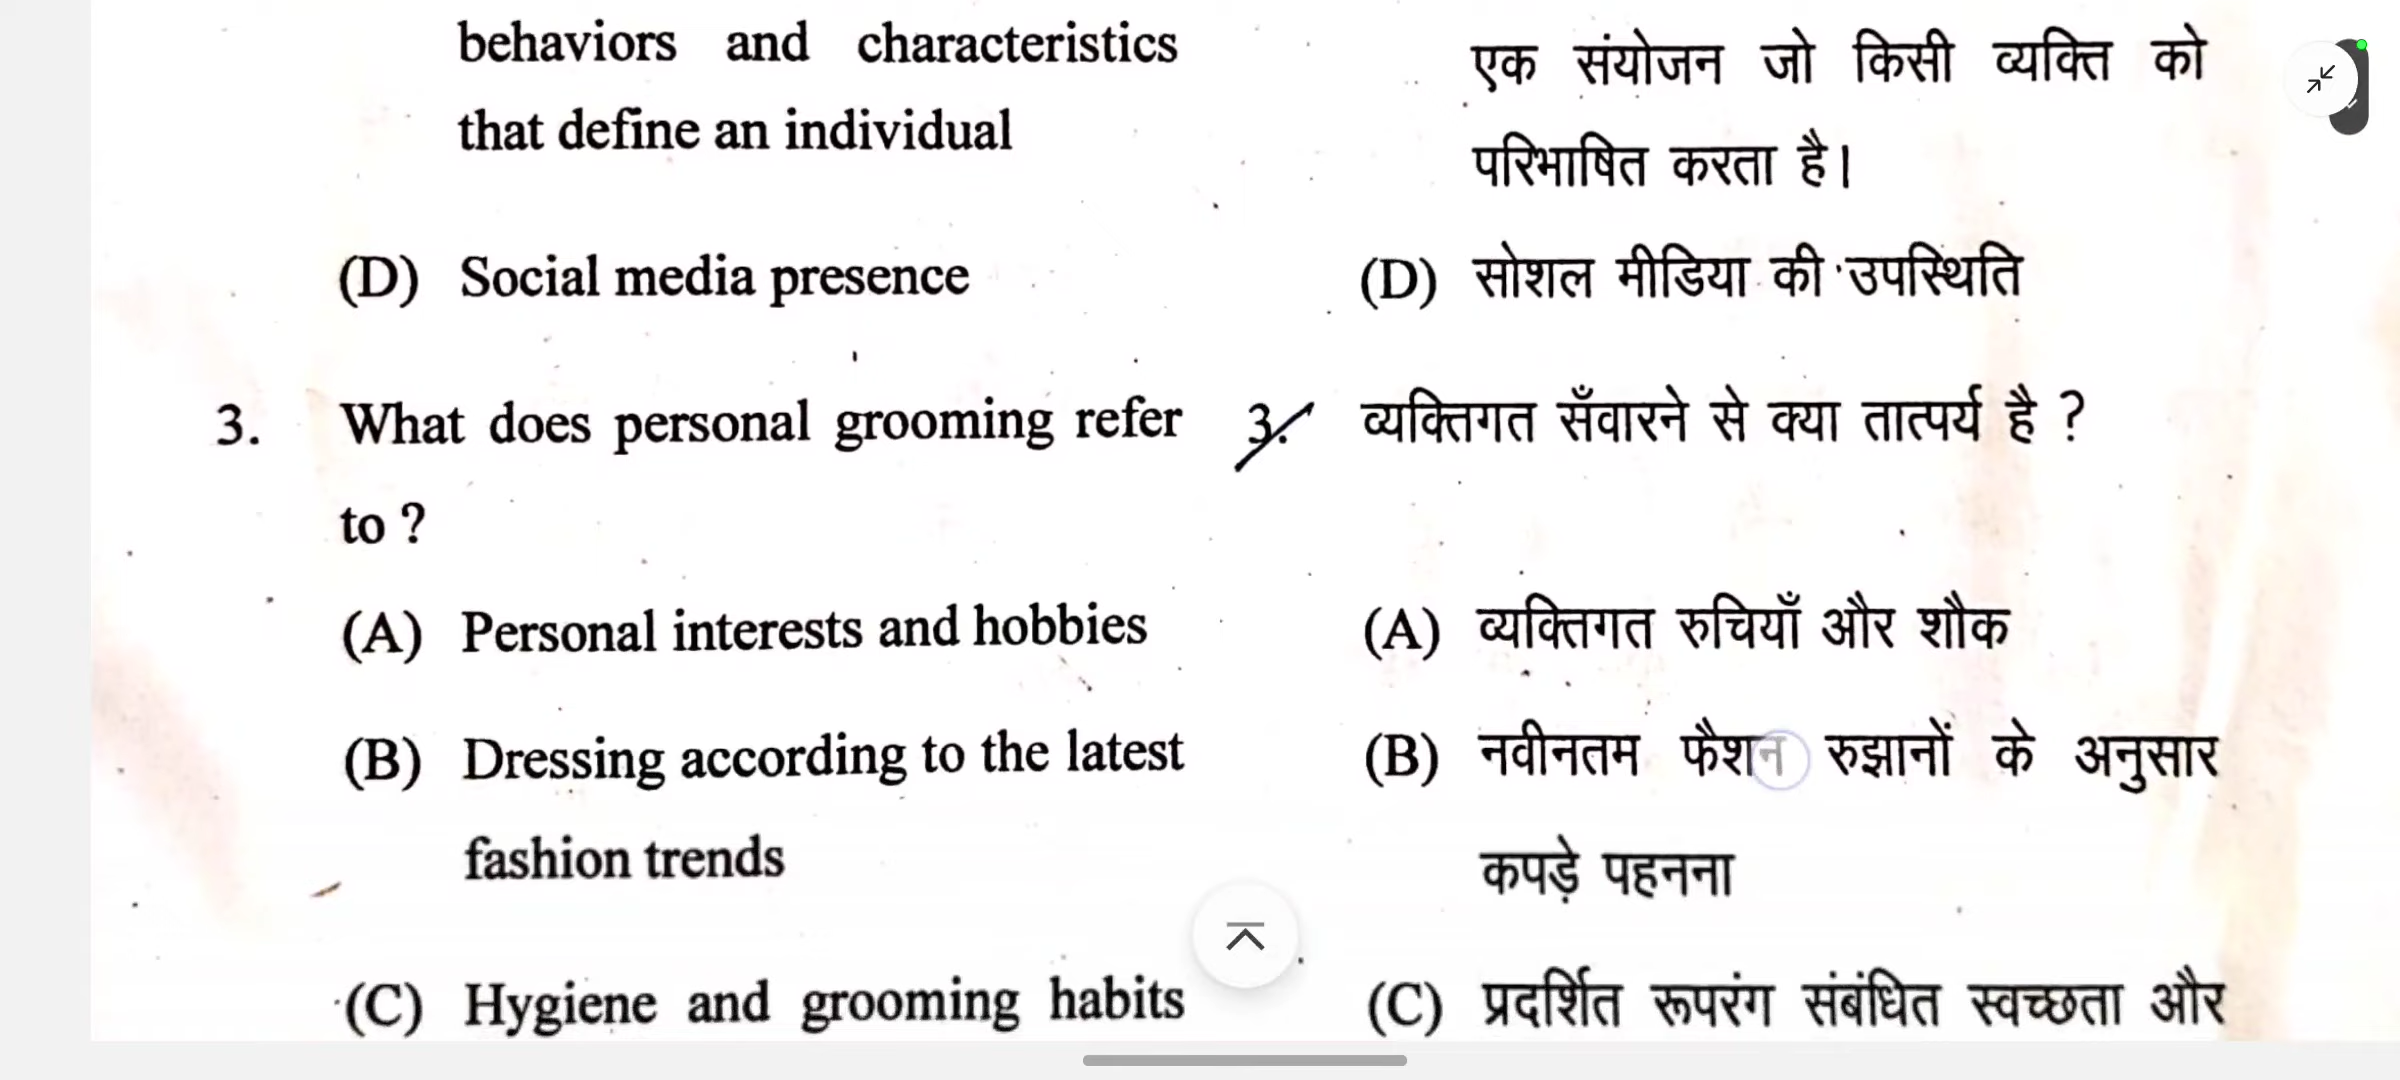 behaviors and characteristics
that define an individual
(D) Social media presence
3. What does personal grooming refer
to ?
(A) Personal interests and hobbies
(B) Dressing according to the latest
fashion trends
(C) Hygiene and grooming habits
एक संयोजन जो किसी व्यक्ति को
परिभाषित करता है।
(D) सोशल मीडिया की उपस्थिति
3. व्यक्तिगत सँवारने से क्या तात्पर्य है ?
(A) व्यक्तिगत रुचियाँ और शौक
(B) नवीनतम फैशन रुझानों के अनुसार
कपड़े पहनना
(C) प्रदर्शित रूपरंग संबंधित स्वच्छता और